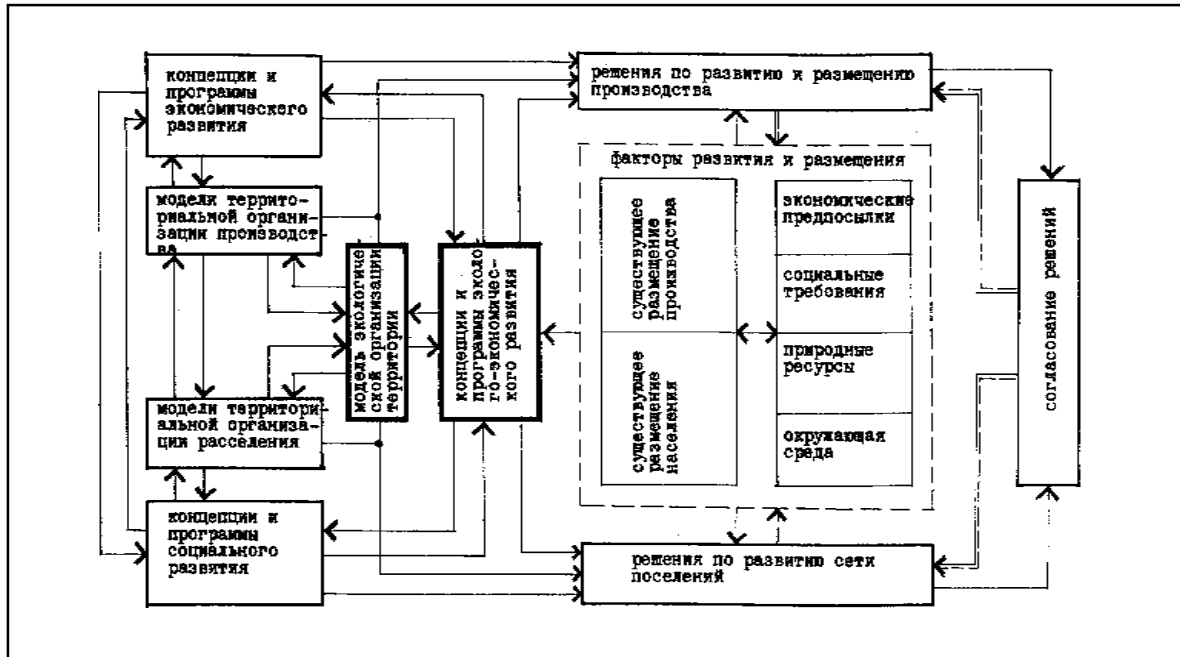 концепции и
программы
экономического
развития
модели террито-
риальной органи-
зации производст-
ва
модели территори-
альной организа-
ции расселения
концепции и
программы
социального
развития
модель экологиче
ской организации
территории
концепции и
программы эколо
го-экономичес-
кого развития
решения по развитию и размещению
производства
факторы развития и размещения
существующее
размещение
производства
существующее
размещение
населения
экономические
предпосылки
социальные
требования
природные
ресурсы
окружающая
среда
решения по развитию сети
поселений
согласование решений